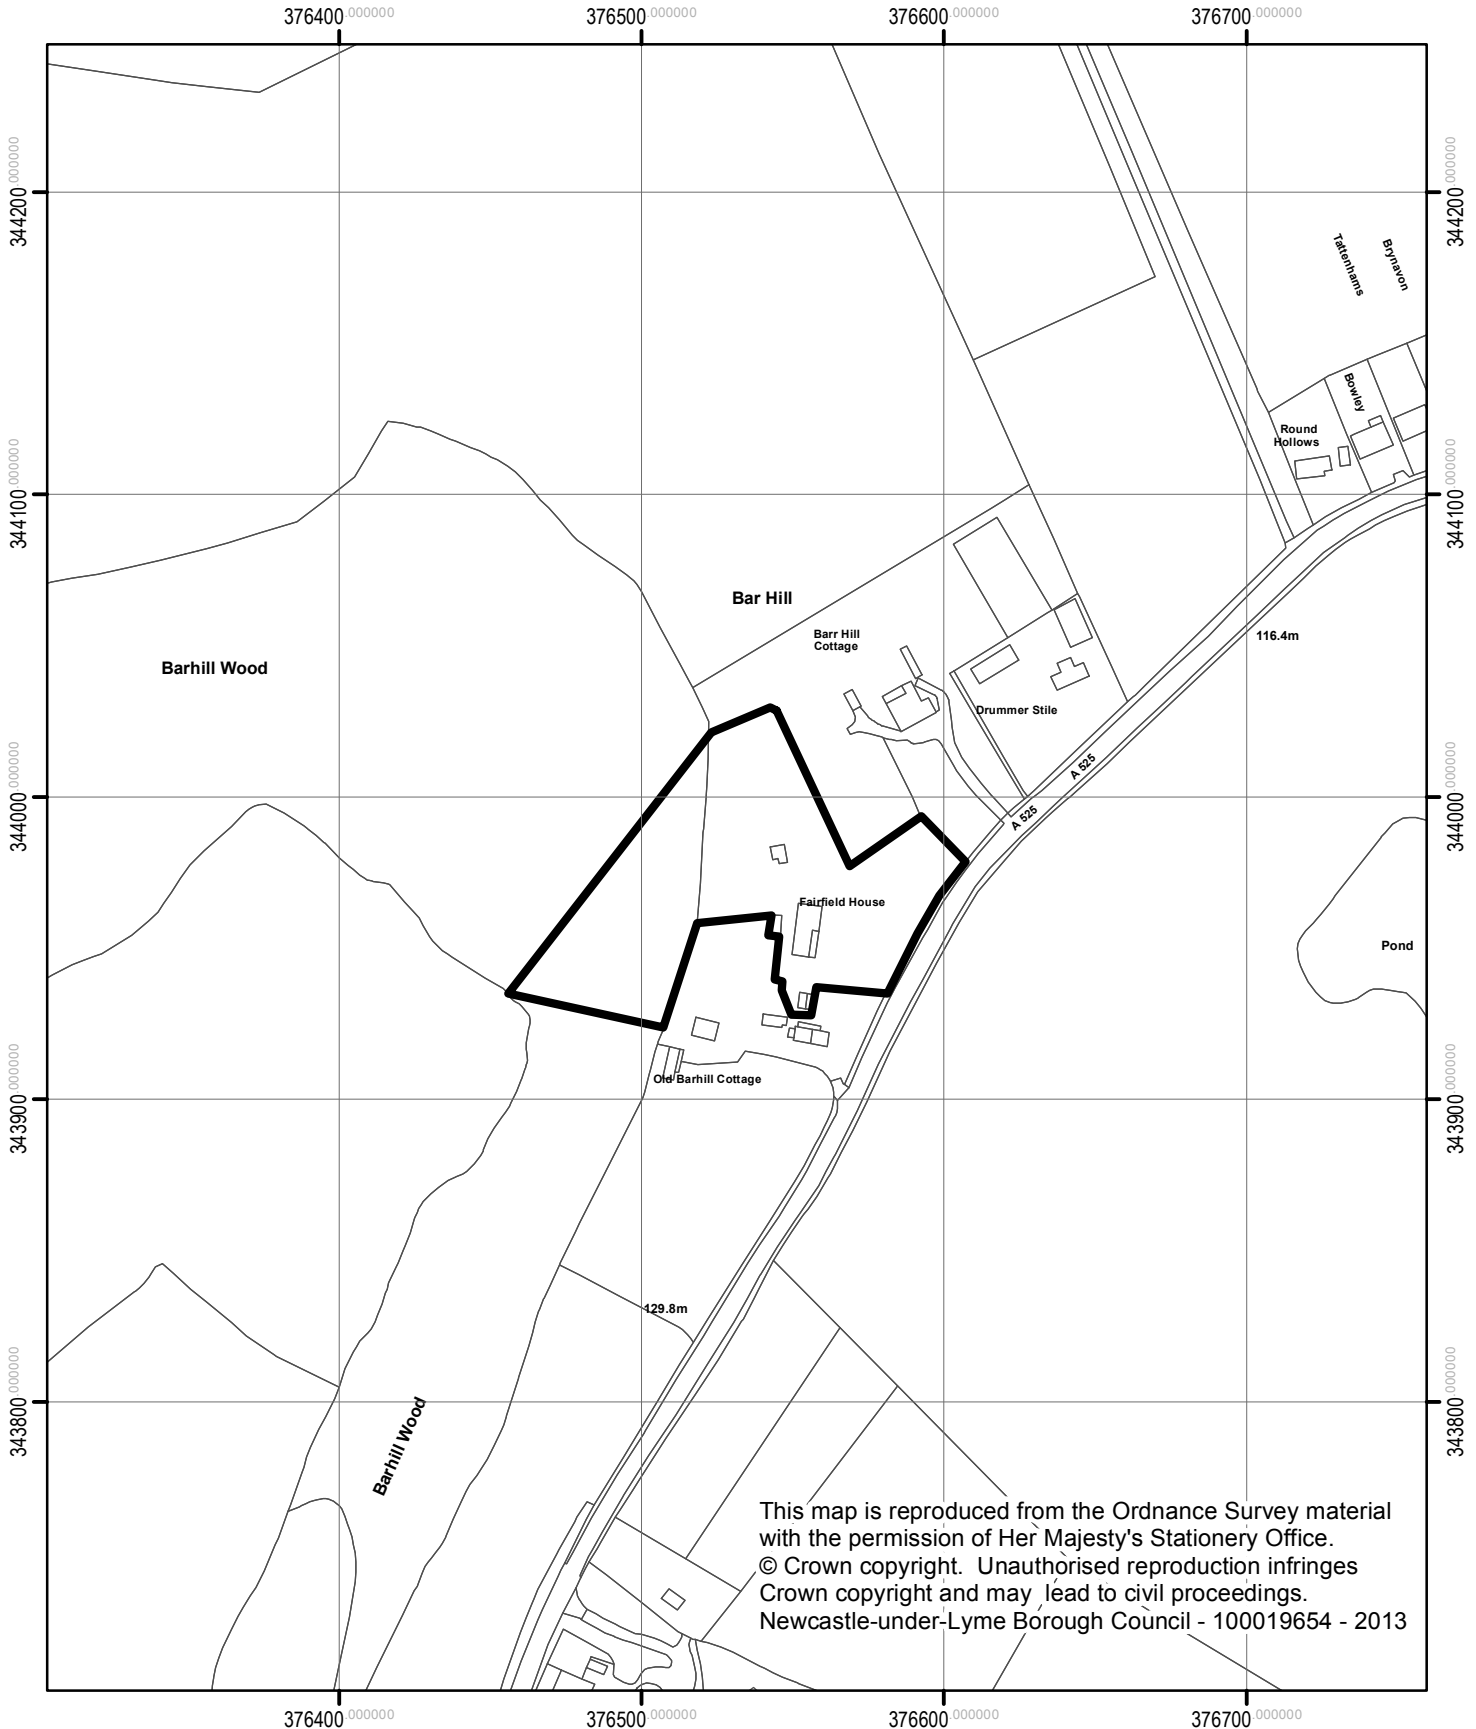 376400.000000 376500.000000 376600.000000 376700.000000
344200.000000
344200.000000
Tattenhams
Brynavon
Bowley
Round
Hollows
344100.000000
344100.000000
Bar Hill
Barr Hill
Cottage
116.4m
Barhill Wood
Drummer Stile
A 525
A 525
344000.000000
344000.000000
Fairfield House
Pond
Old Barhill Cottage
343900.000000
343900.000000
129.8m
343800.000000
343800.000000
Barhill Wood
This map is reproduced from the Ordnance Survey material
with the permission of Her Majesty's Stationery Office.
© Crown copyright. Unauthorised reproduction infringes
Crown copyright and may lead to civil proceedings.
Newcastle-under-Lyme Borough Council - 100019654 - 2013
376400.000000 376500.000000 376600.000000 376700.000000